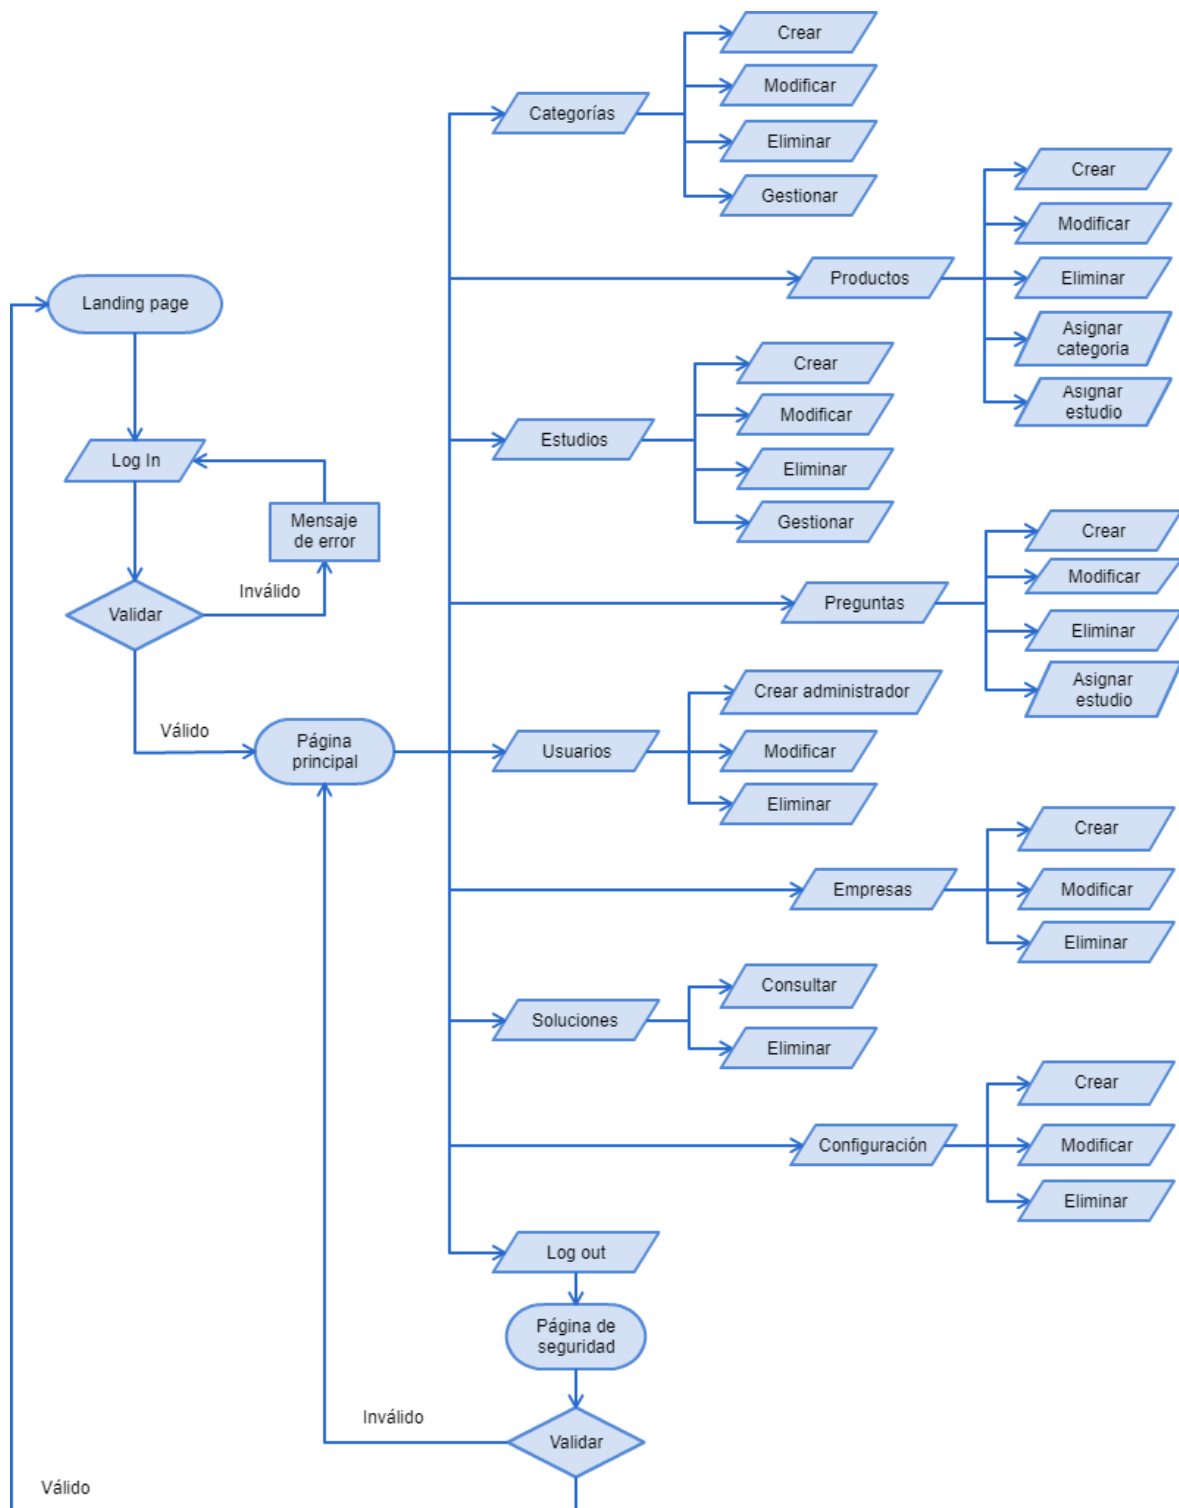 Landing page
Log In
Mensaje
de error
Validar
Inválido
Válido
Página
principal
Categorías
Crear
Modificar
Eliminar
Gestionar
Productos
Crear
Modificar
Eliminar
Asignar
categoria
Asignar
estudio
Estudios
Crear
Modificar
Eliminar
Gestionar
Preguntas
Crear
Modificar
Eliminar
Asignar
estudio
Usuarios
Crear administrador
Modificar
Eliminar
Empresas
Crear
Modificar
Eliminar
Soluciones
Consultar
Eliminar
Configuración
Crear
Modificar
Eliminar
Log out
Página de
seguridad
Validar
Inválido
Válido